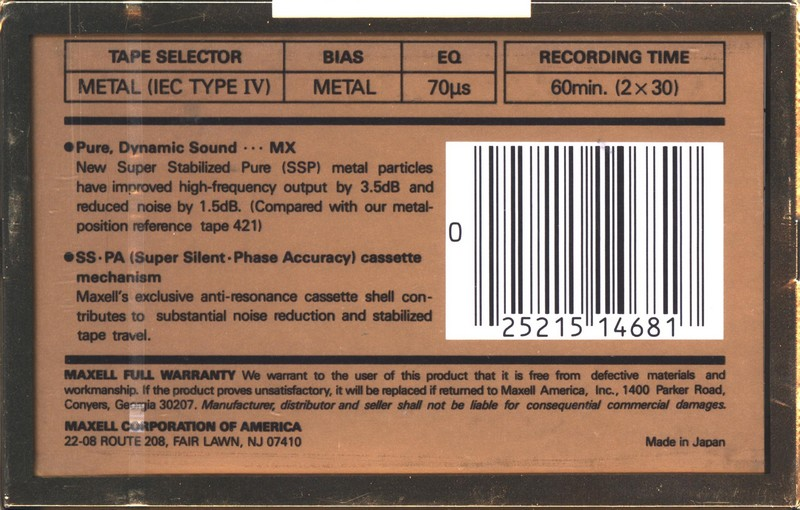 TAPE SELECTOR BIAS EQ RECORDING TIME
METAL (IEC TYPE IV) METAL 70µs 60min. (2 × 30)
●Pure, Dynamic Sound ··· MX
New Super Stabilized Pure (SSP) metal particles
have improved high-frequency output by 3.5dB and
reduced noise by 1.5dB. (Compared with our metal-
position reference tape 421)
●SS·PA (Super Silent·Phase Accuracy) cassette
mechanism
Maxell's exclusive anti-resonance cassette shell con-
tributes to substantial noise reduction and stabilized
tape travel.
0 25215 14681
MAXELL FULL WARRANTY We warrant to the user of this product that it is free from defective materials and
workmanship. If the product proves unsatisfactory, it will be replaced if returned to Maxell America, Inc., 1400 Parker Road,
Conyers, Georgia 30207. Manufacturer, distributor and seller shall not be liable for consequential commercial damages.
MAXELL CORPORATION OF AMERICA
22-08 ROUTE 208, FAIR LAWN, NJ 07410 Made in Japan